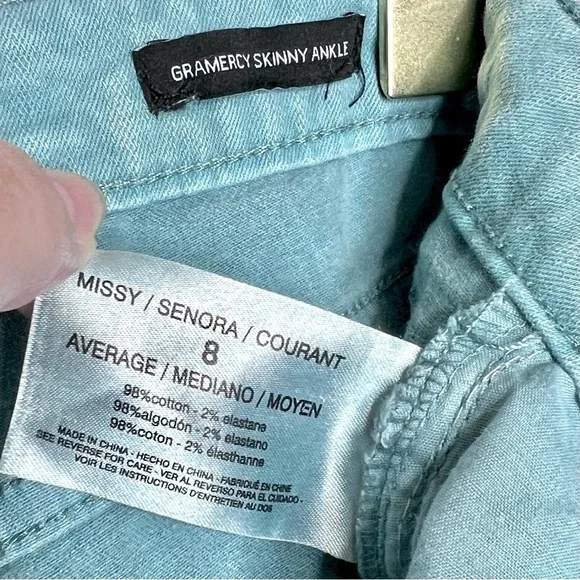 GRAMERCY SKINNY ANKLE
MISSY / SENORA / COURANT
8
AVERAGE / MEDIANO / MOYEN
98%cotton - 2% elastane
98%algodón - 2% elastano
98%coton - 2% élasthanne
MADE IN CHINA - HECHO EN CHINA - FABRIQUÉ EN CHINE
SEE REVERSE FOR CARE - VER AL REVERSO PARA EL CUIDADO -
VOIR LES INSTRUCTIONS D'ENTRETIEN AU DOS